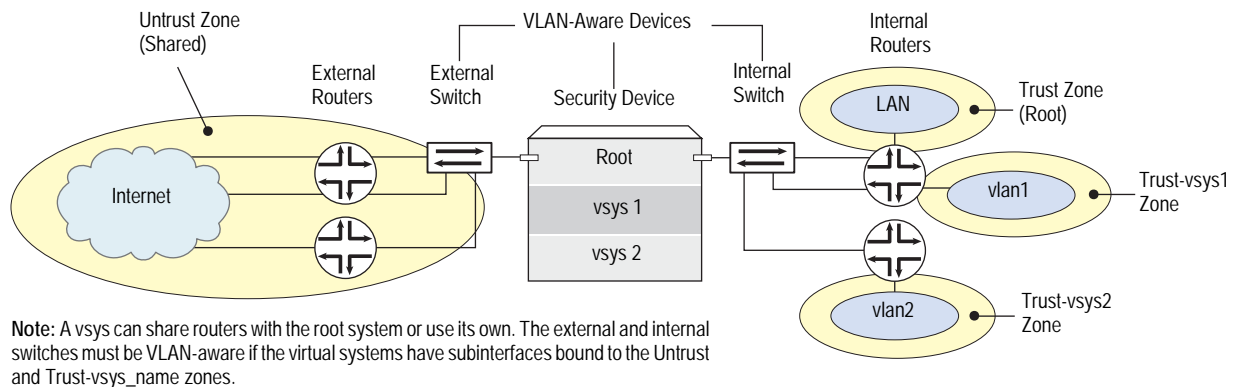 Untrust Zone
(Shared)
External
Routers
External
Switch
VLAN-Aware Devices
Security Device
Internal
Switch
Internal
Routers
Internet
Root
vsys 1
vsys 2
LAN
Trust Zone
(Root)
vlan1
Trust-vsys1
Zone
vlan2
Trust-vsys2
Zone
Note: A vsys can share routers with the root system or use its own. The external and internal
switches must be VLAN-aware if the virtual systems have subinterfaces bound to the Untrust
and Trust-vsys_name zones.